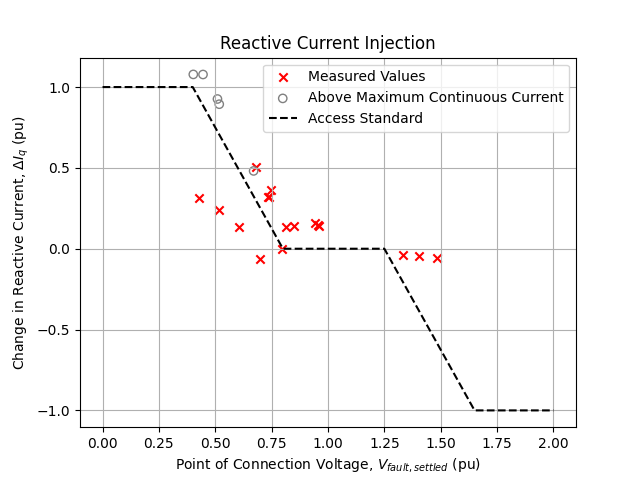 Reactive Current Injection
Measured Values
Above Maximum Continuous Current
Access Standard
Change in Reactive Current, ΔI_q (pu)
1.0
0.5
0.0
−0.5
−1.0
0.00 0.25 0.50 0.75 1.00 1.25 1.50 1.75 2.00
Point of Connection Voltage, V_fault,settled (pu)